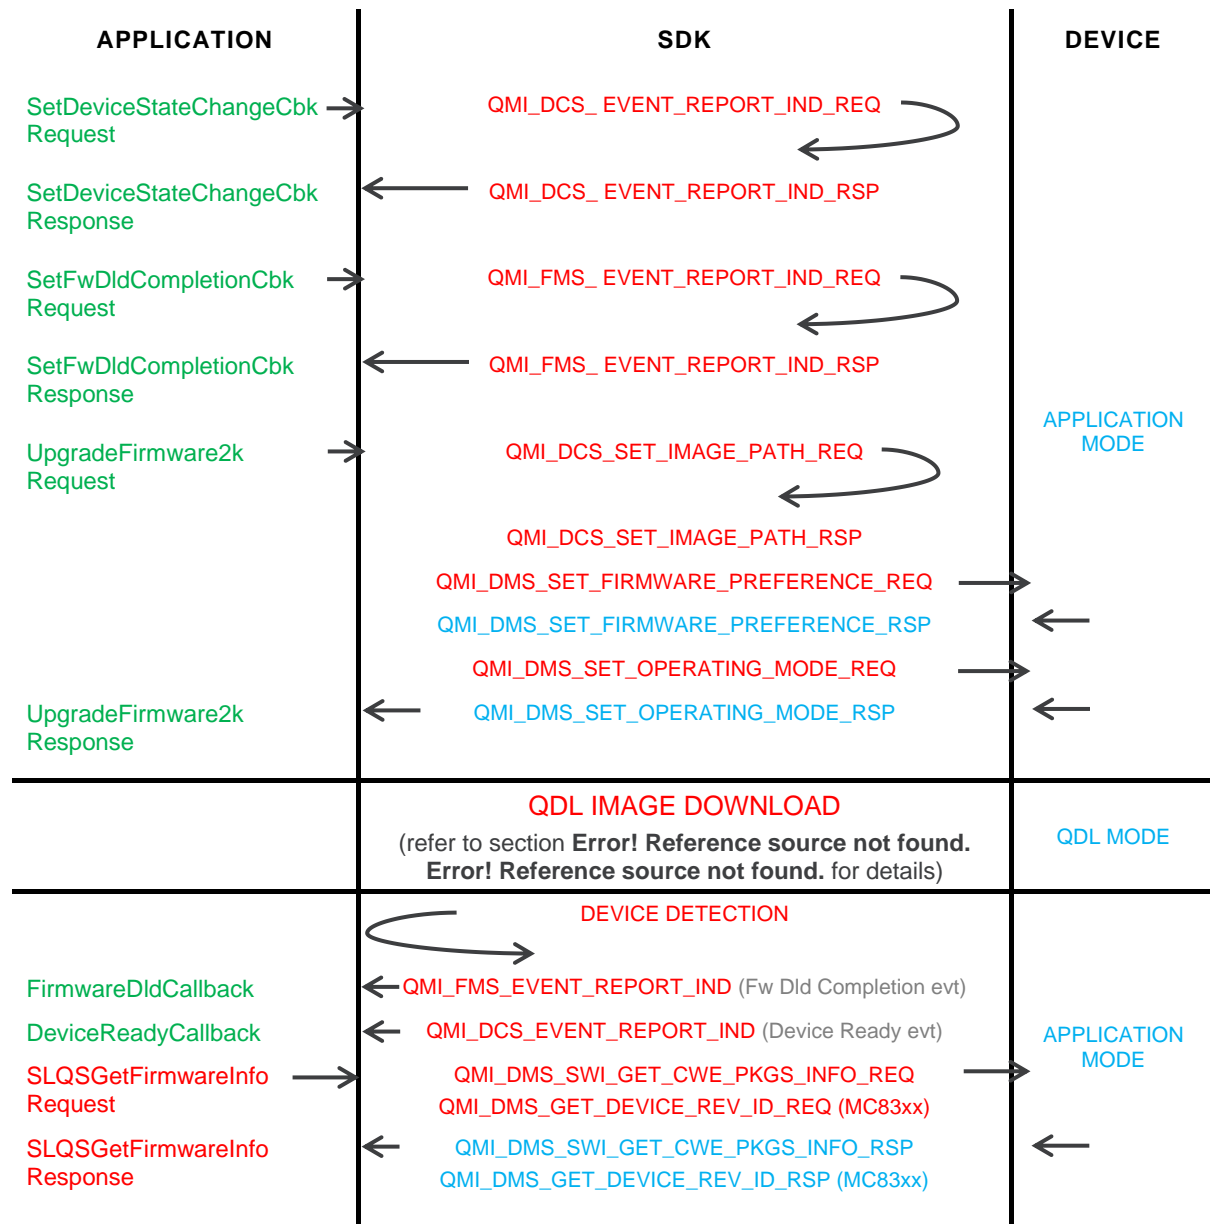 APPLICATION SDK DEVICE
SetDeviceStateChangeCbk QMI_DCS_ EVENT_REPORT_IND_REQ
Request
SetDeviceStateChangeCbk QMI_DCS_ EVENT_REPORT_IND_RSP
Response
SetFwDldCompletionCbk QMI_FMS_ EVENT_REPORT_IND_REQ
Request
SetFwDldCompletionCbk QMI_FMS_ EVENT_REPORT_IND_RSP
Response
APPLICATION
MODE
UpgradeFirmware2k QMI_DCS_SET_IMAGE_PATH_REQ
Request
QMI_DCS_SET_IMAGE_PATH_RSP
QMI_DMS_SET_FIRMWARE_PREFERENCE_REQ
QMI_DMS_SET_FIRMWARE_PREFERENCE_RSP
QMI_DMS_SET_OPERATING_MODE_REQ
UpgradeFirmware2k QMI_DMS_SET_OPERATING_MODE_RSP
Response
QDL IMAGE DOWNLOAD
(refer to section Error! Reference source not found.
Error! Reference source not found. for details)
QDL MODE
DEVICE DETECTION
FirmwareDldCallback QMI_FMS_EVENT_REPORT_IND (Fw Dld Completion evt)
DeviceReadyCallback QMI_DCS_EVENT_REPORT_IND (Device Ready evt)
APPLICATION
MODE
SLQSGetFirmwareInfo QMI_DMS_SWI_GET_CWE_PKGS_INFO_REQ
Request QMI_DMS_GET_DEVICE_REV_ID_REQ (MC83xx)
SLQSGetFirmwareInfo QMI_DMS_SWI_GET_CWE_PKGS_INFO_RSP
Response QMI_DMS_GET_DEVICE_REV_ID_RSP (MC83xx)